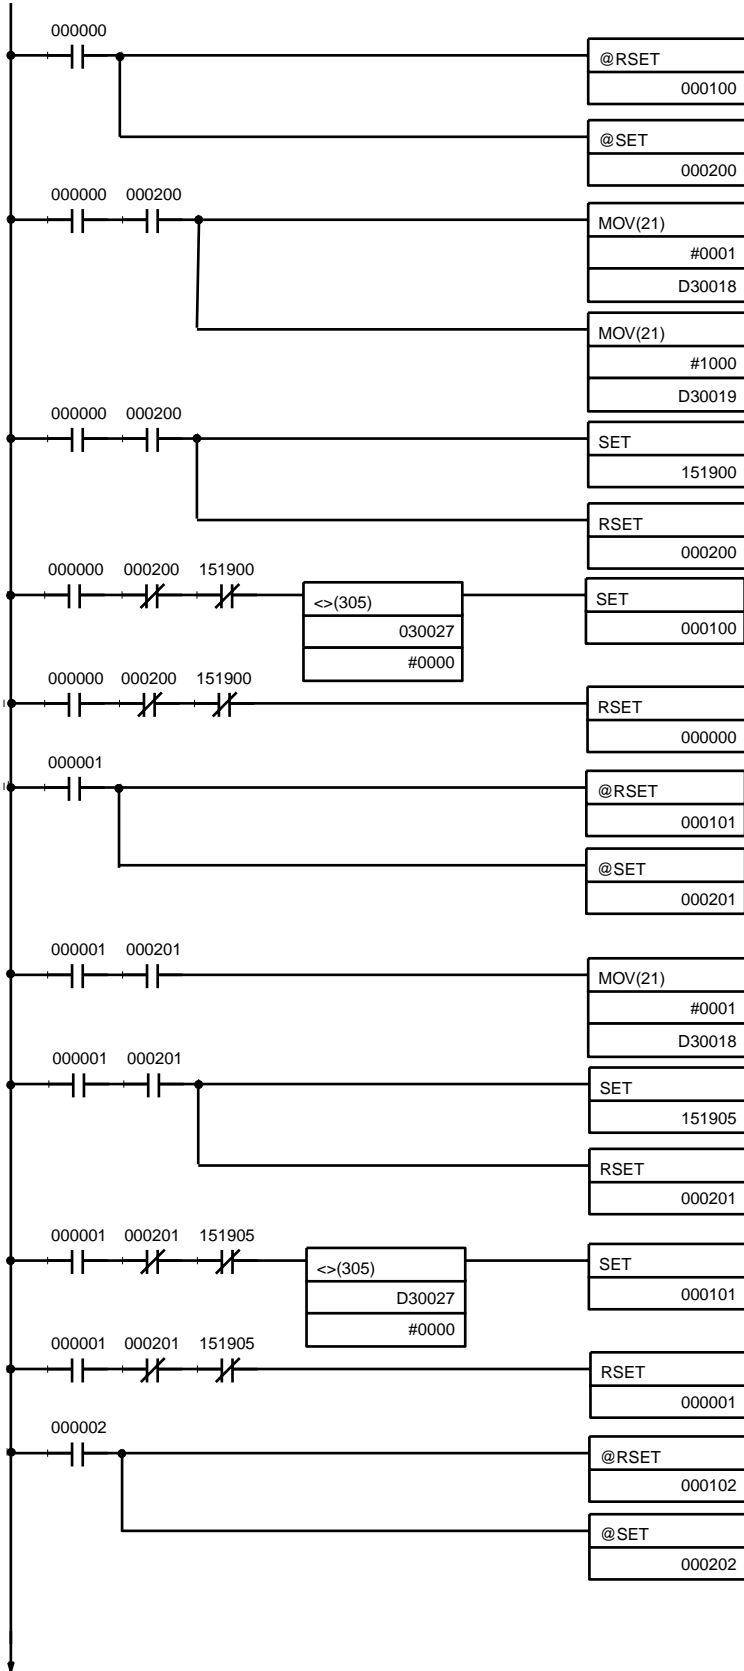 000000
@RSET
000100
@SET
000200
000000 000200
MOV(21)
#0001
D30018
MOV(21)
#1000
D30019
000000 000200
SET
151900
RSET
000200
000000 000200 151900
<>(305)
030027
#0000
SET
000100
000000 000200 151900
RSET
000000
000001
@RSET
000101
@SET
000201
000001 000201
MOV(21)
#0001
D30018
000001 000201
SET
151905
RSET
000201
000001 000201 151905
<>(305)
D30027
#0000
SET
000101
000001 000201 151905
RSET
000001
000002
@RSET
000102
@SET
000202